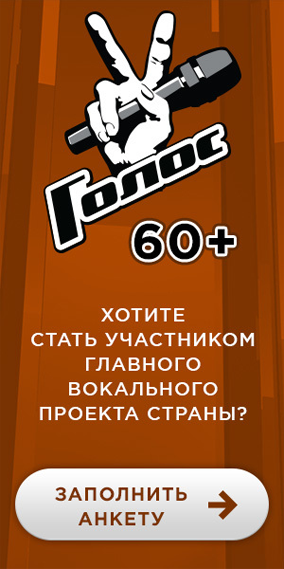 Голос
60+
ХОТИТЕ
СТАТЬ УЧАСТНИКОМ
ГЛАВНОГО
ВОКАЛЬНОГО
ПРОЕКТА СТРАНЫ?
ЗАПОЛНИТЬ
АНКЕТУ